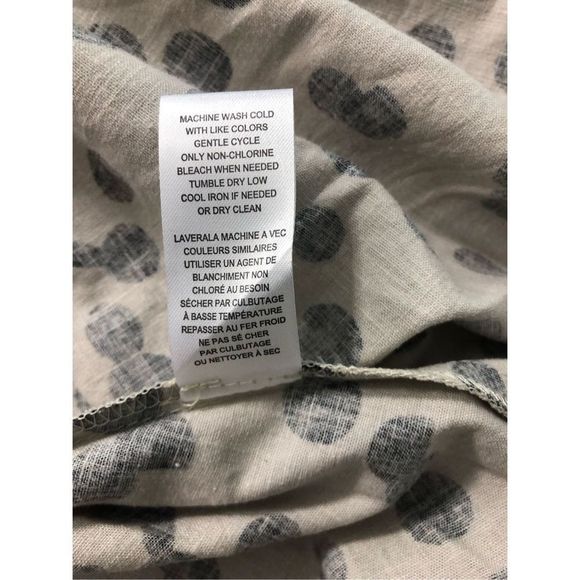 MACHINE WASH COLD
WITH LIKE COLORS
GENTLE CYCLE
ONLY NON-CHLORINE
BLEACH WHEN NEEDED
TUMBLE DRY LOW
COOL IRON IF NEEDED
OR DRY CLEAN
LAVERALA MACHINE A VEC
COULEURS SIMILAIRES
UTILISER UN AGENT DE
BLANCHIMENT NON
CHLORÉ AU BESOIN
SÉCHER PAR CULBUTAGE
À BASSE TEMPÉRATURE
REPASSER AU FER FROID
NE PAS SÉ CHER
PAR CULBUTAGE
OU NETTOYER À SEC